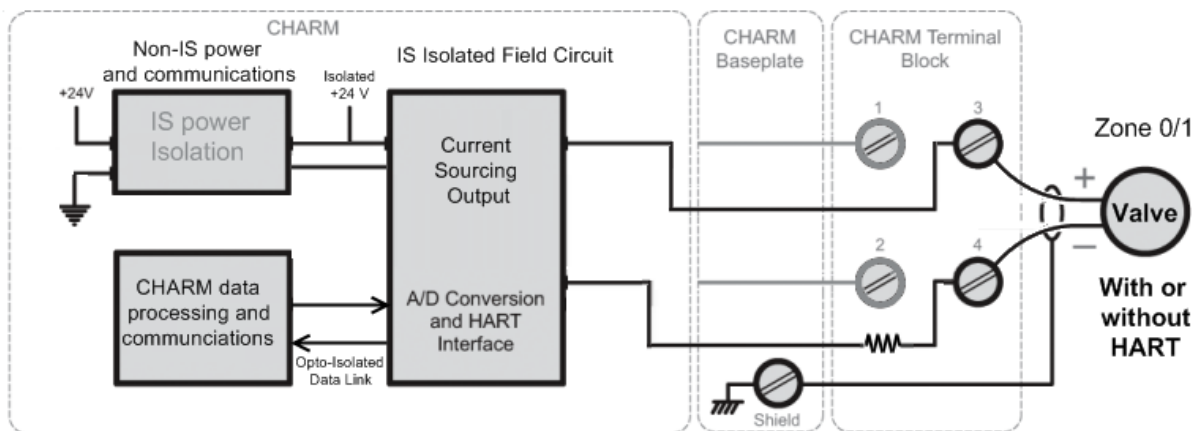 CHARM
Non-IS power
and communications
+24V
Isolated
+24 V
IS power
Isolation
IS Isolated Field Circuit
Current
Sourcing
Output
A/D Conversion
and HART
Interface
CHARM data
processing and
communciations
Opto-Isolated
Data Link
CHARM
Baseplate
CHARM Terminal
Block
1
3
2
4
Shield
Zone 0/1
+
Valve
−
With or
without
HART